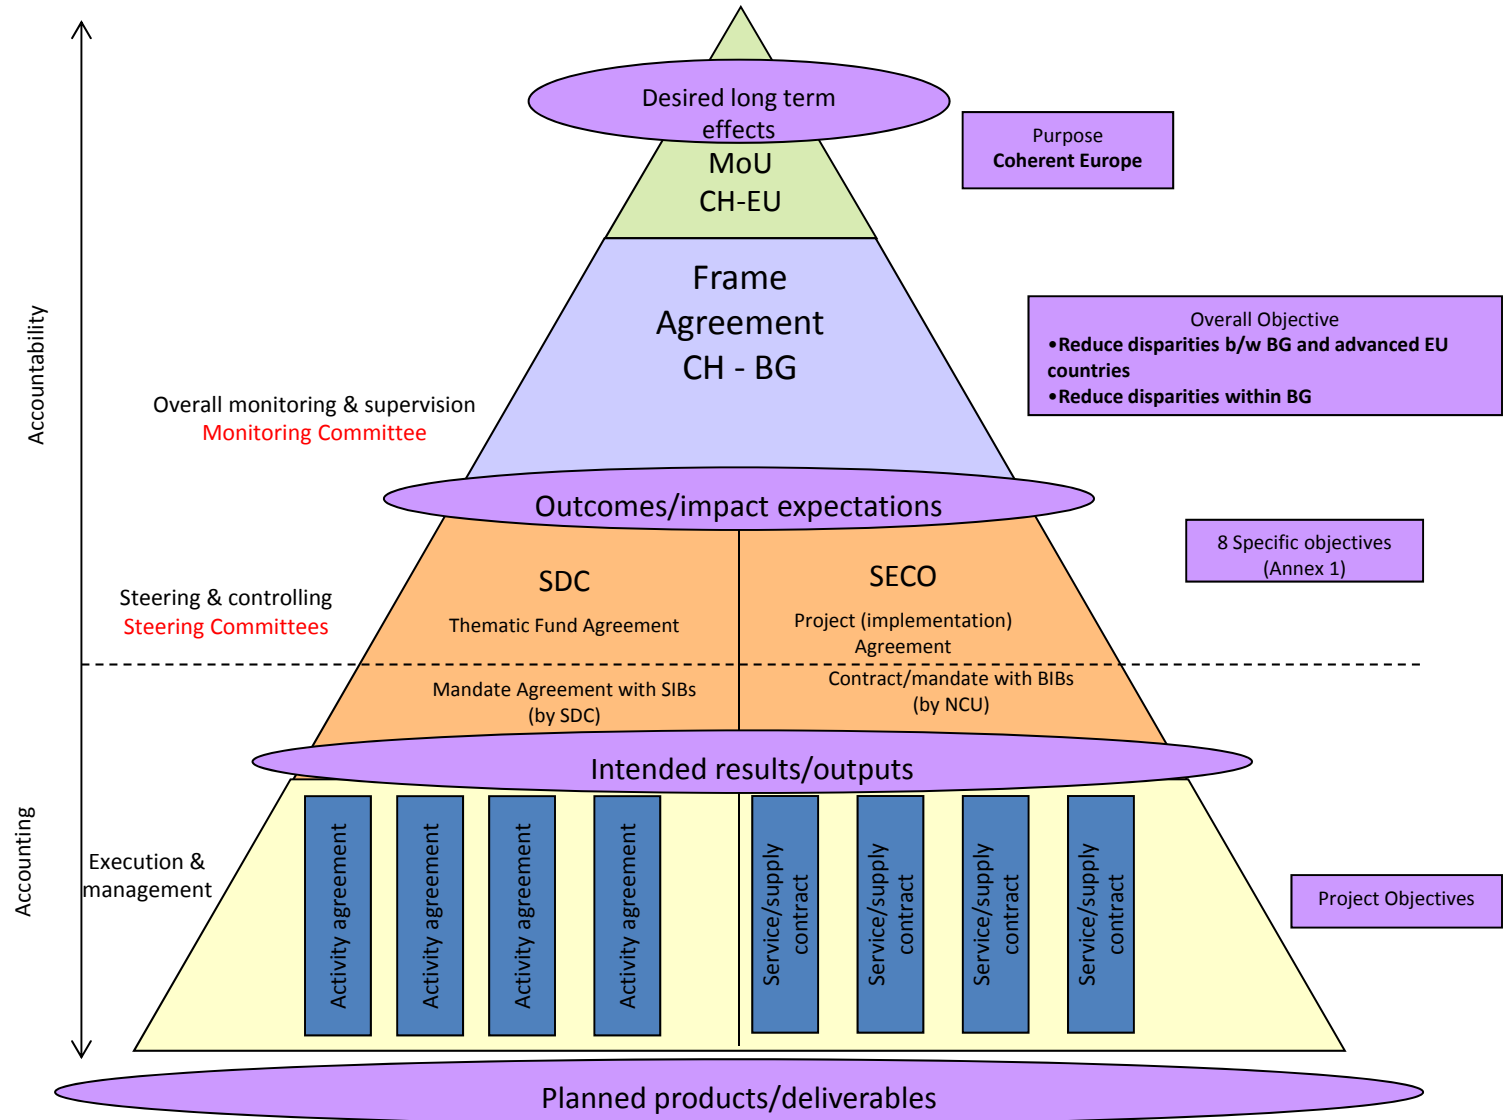 Desired long term
effects
MoU
CH-EU
Purpose
Coherent Europe
Frame
Agreement
CH - BG
Overall Objective
•Reduce disparities b/w BG and advanced EU
countries
•Reduce disparities within BG
Accountability
Overall monitoring & supervision
Monitoring Committee
Outcomes/impact expectations
8 Specific objectives
(Annex 1)
SDC
Thematic Fund Agreement
SECO
Project (implementation)
Agreement
Steering & controlling
Steering Committees
Mandate Agreement with SIBs
(by SDC)
Contract/mandate with BIBs
(by NCU)
Intended results/outputs
Accounting
Execution &
management
Activity agreement
Activity agreement
Activity agreement
Activity agreement
Service/supply
contract
Service/supply
contract
Service/supply
contract
Service/supply
contract
Project Objectives
Planned products/deliverables